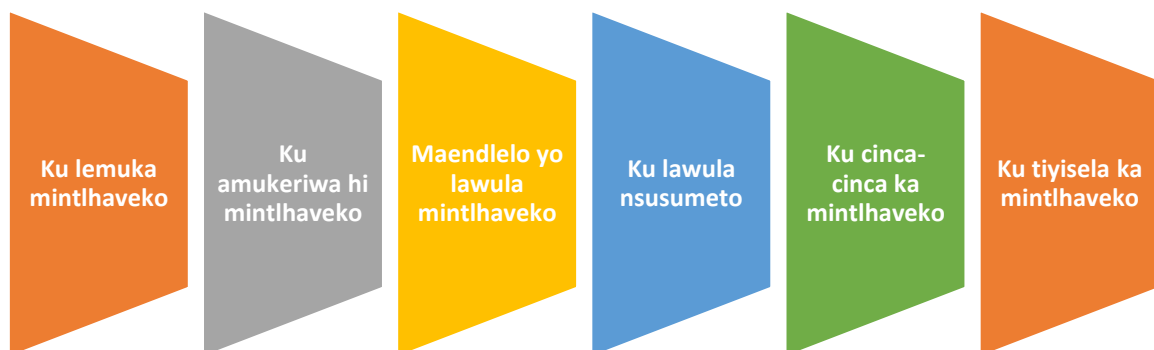 Ku lemuka
mintlhaveko
Ku
amukeriwa hi
mintlhaveko
Maendlelo yo
lawula
mintlhaveko
Ku lawula
nsusumeto
Ku cinca-
cinca ka
mintlhaveko
Ku tiyisela ka
mintlhaveko